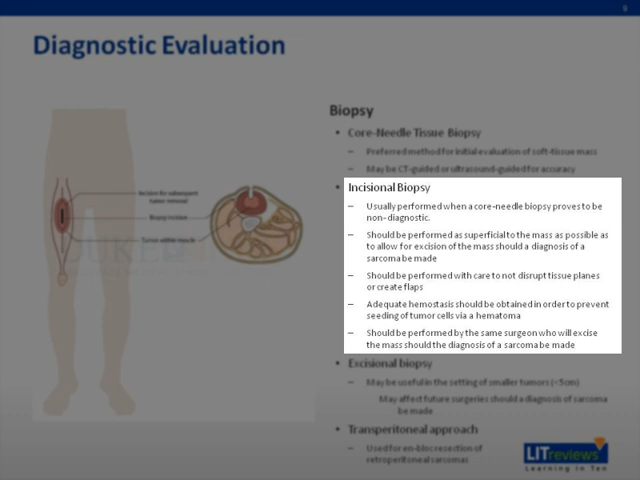 9
Diagnostic Evaluation
Biopsy
• Core-Needle Tissue Biopsy
– Preferred method for initial evaluation of soft-tissue mass
– May be CT-guided or ultrasound-guided for accuracy
• Incisional Biopsy
– Usually performed when a core-needle biopsy proves to be
non-diagnostic.
– Should be performed as superficial to the mass as possible as
to allow for excision of the mass should a diagnosis of a
sarcoma be made
– Should be performed with care to not disrupt tissue planes
or create flaps
– Adequate hemostasis should be obtained in order to prevent
seeding of tumor cells via a hematoma
– Should be performed by the same surgeon who will excise
the mass should the diagnosis of a sarcoma be made
• Excisional biopsy
– May be useful in the setting of smaller tumors (<5cm)
May affect future surgeries should a diagnosis of sarcoma
be made
• Transperitoneal approach
– Used for en-bloc resection of
retroperitoneal sarcomas
Incision for subsequent
tumor removal
Biopsy incision
Tumor within muscle
LITreviews
Learning In Ten